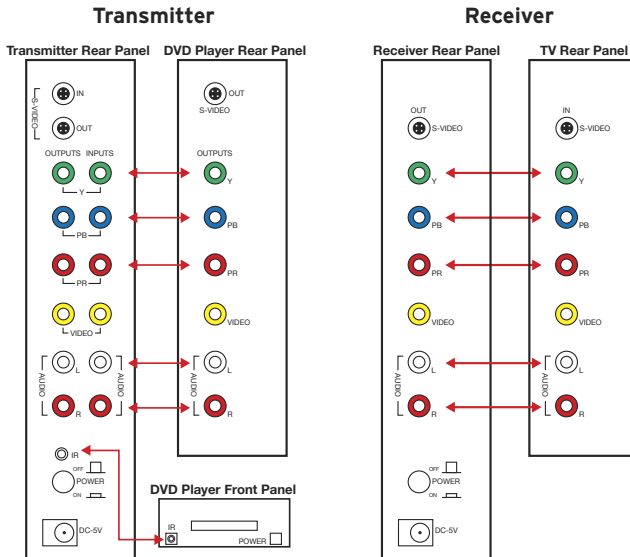 Transmitter
Receiver
Transmitter Rear Panel
DVD Player Rear Panel
Receiver Rear Panel
TV Rear Panel
S-VIDEO
IN
OUT
OUTPUTS
INPUTS
Y
PB
PR
VIDEO
AUDIO
L
R
AUDIO
IR
OFF
POWER
ON
DC-5V
OUT
S-VIDEO
OUTPUTS
Y
PB
PR
VIDEO
AUDIO
L
R
DVD Player Front Panel
IR
POWER
OUT
S-VIDEO
Y
PB
PR
VIDEO
AUDIO
L
R
OFF
POWER
ON
DC-5V
IN
S-VIDEO
Y
PB
PR
VIDEO
AUDIO
L
R